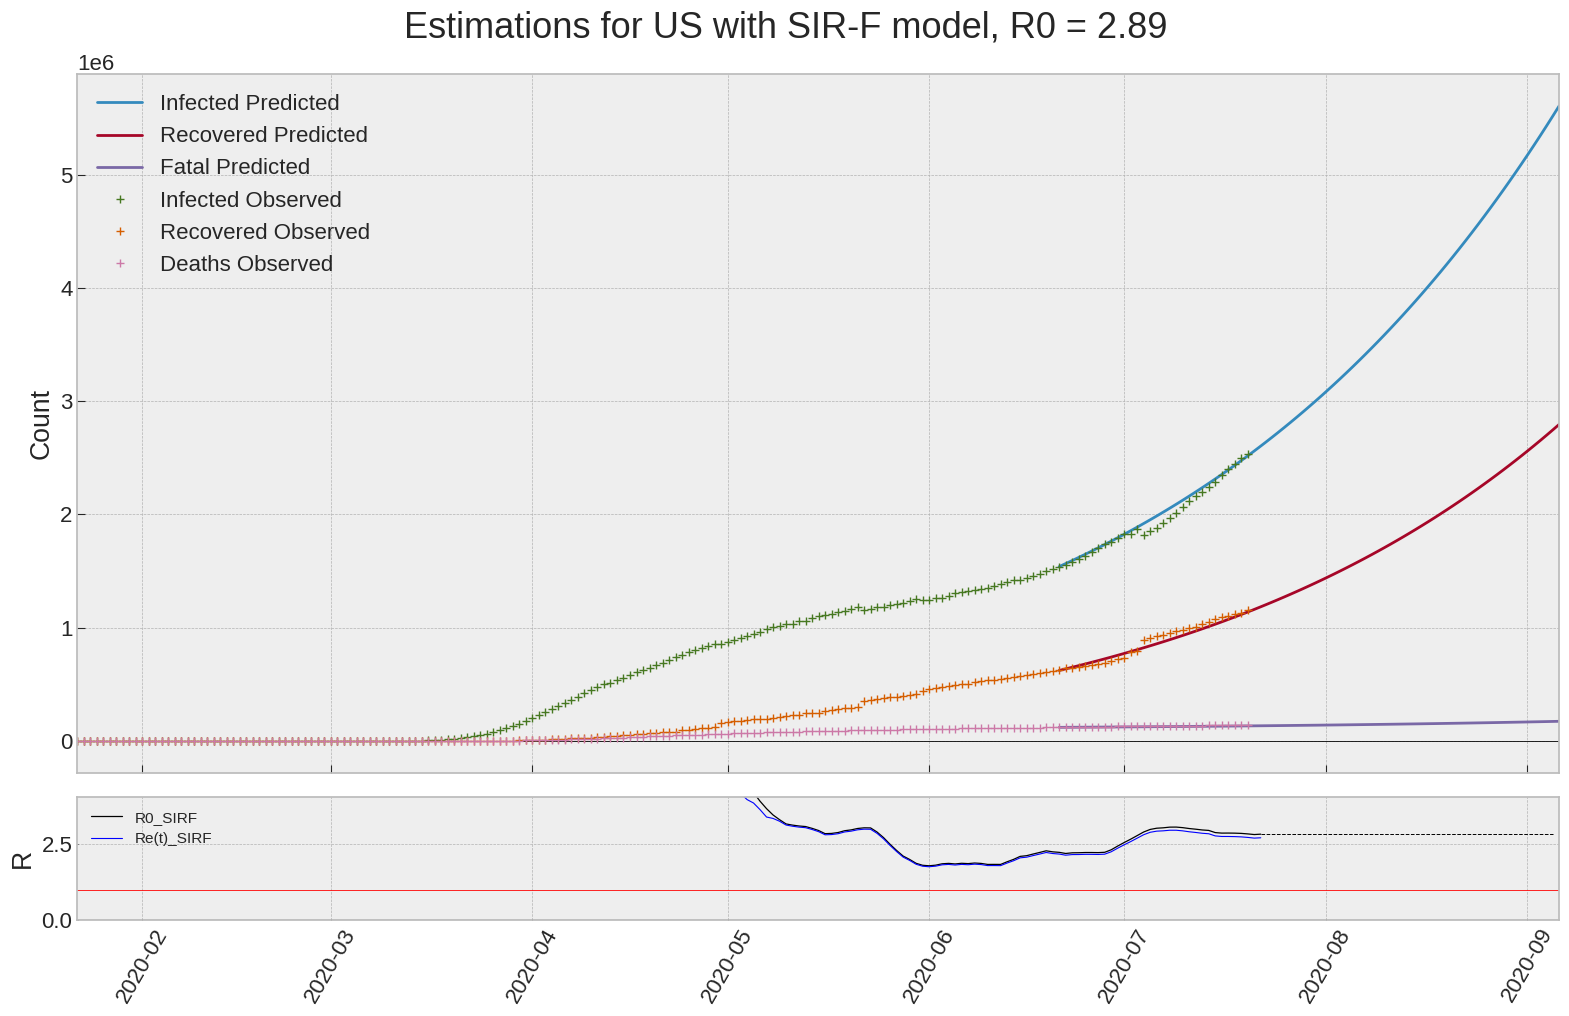 Estimations for US with SIR-F model, R0 = 2.89
1e6
Infected Predicted
Recovered Predicted
Fatal Predicted
Infected Observed
Recovered Observed
Deaths Observed
5
4
3
2
1
0
Count
R0_SIRF
Re(t)_SIRF
2.5
0.0
R
2020-02
2020-03
2020-04
2020-05
2020-06
2020-07
2020-08
2020-09